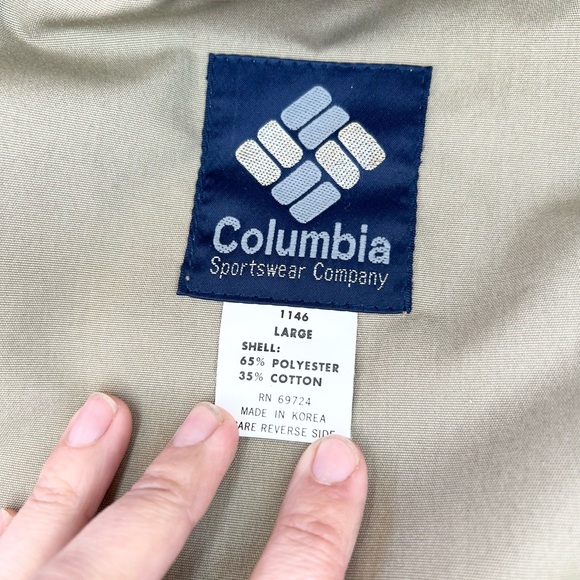 Columbia
Sportswear Company
1146
LARGE
SHELL:
65% POLYESTER
35% COTTON
RN 69724
MADE IN KOREA
REVERSE SIDE